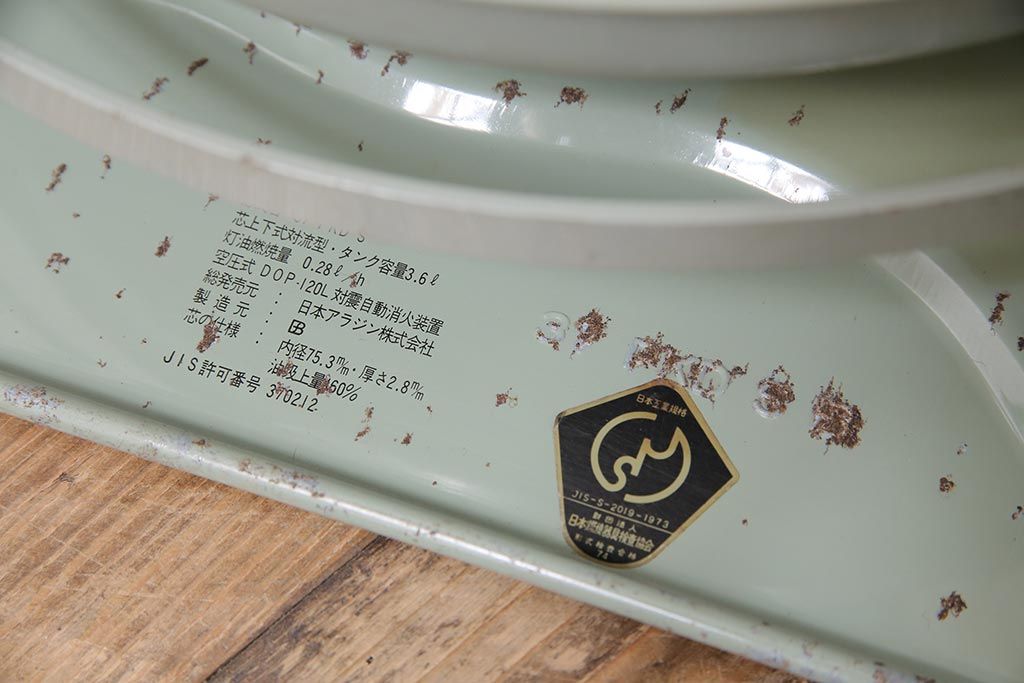 芯上下式対流型・タンク容量3.6ℓ
灯油燃焼量 0.28ℓ/h
空圧式 DOP-120L 対震自動消火装置
総発売元 : 日本アラジン株式会社
製造元 :
芯の仕様 : 内径75.3m/m・厚さ2.8m/m
油吸上量 60%
JIS許可番号 370212
日本工業規格
JIS-S-2019-1973
財団法人
日本燃焼器具検査協会
74